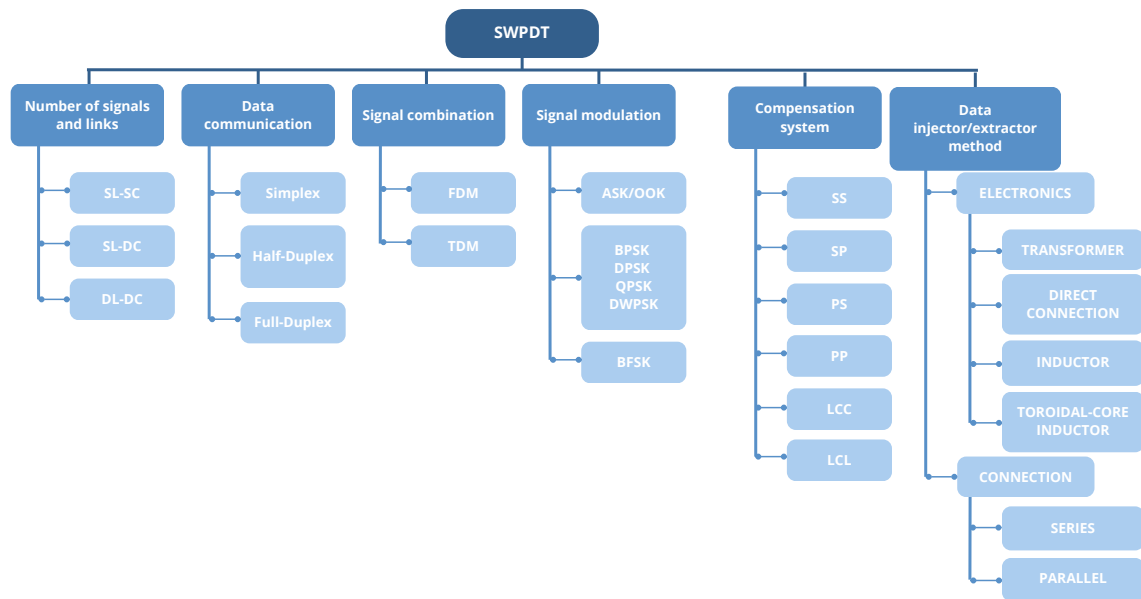 SWPDT
Number of signals
and links
SL-SC
SL-DC
DL-DC
Data
communication
Simplex
Half-Duplex
Full-Duplex
Signal combination
FDM
TDM
Signal modulation
ASK/OOK
BPSK
DPSK
QPSK
DWPSK
BFSK
Compensation
system
SS
SP
PS
PP
LCC
LCL
Data
injector/extractor
method
ELECTRONICS
TRANSFORMER
DIRECT
CONNECTION
INDUCTOR
TOROIDAL-CORE
INDUCTOR
CONNECTION
SERIES
PARALLEL